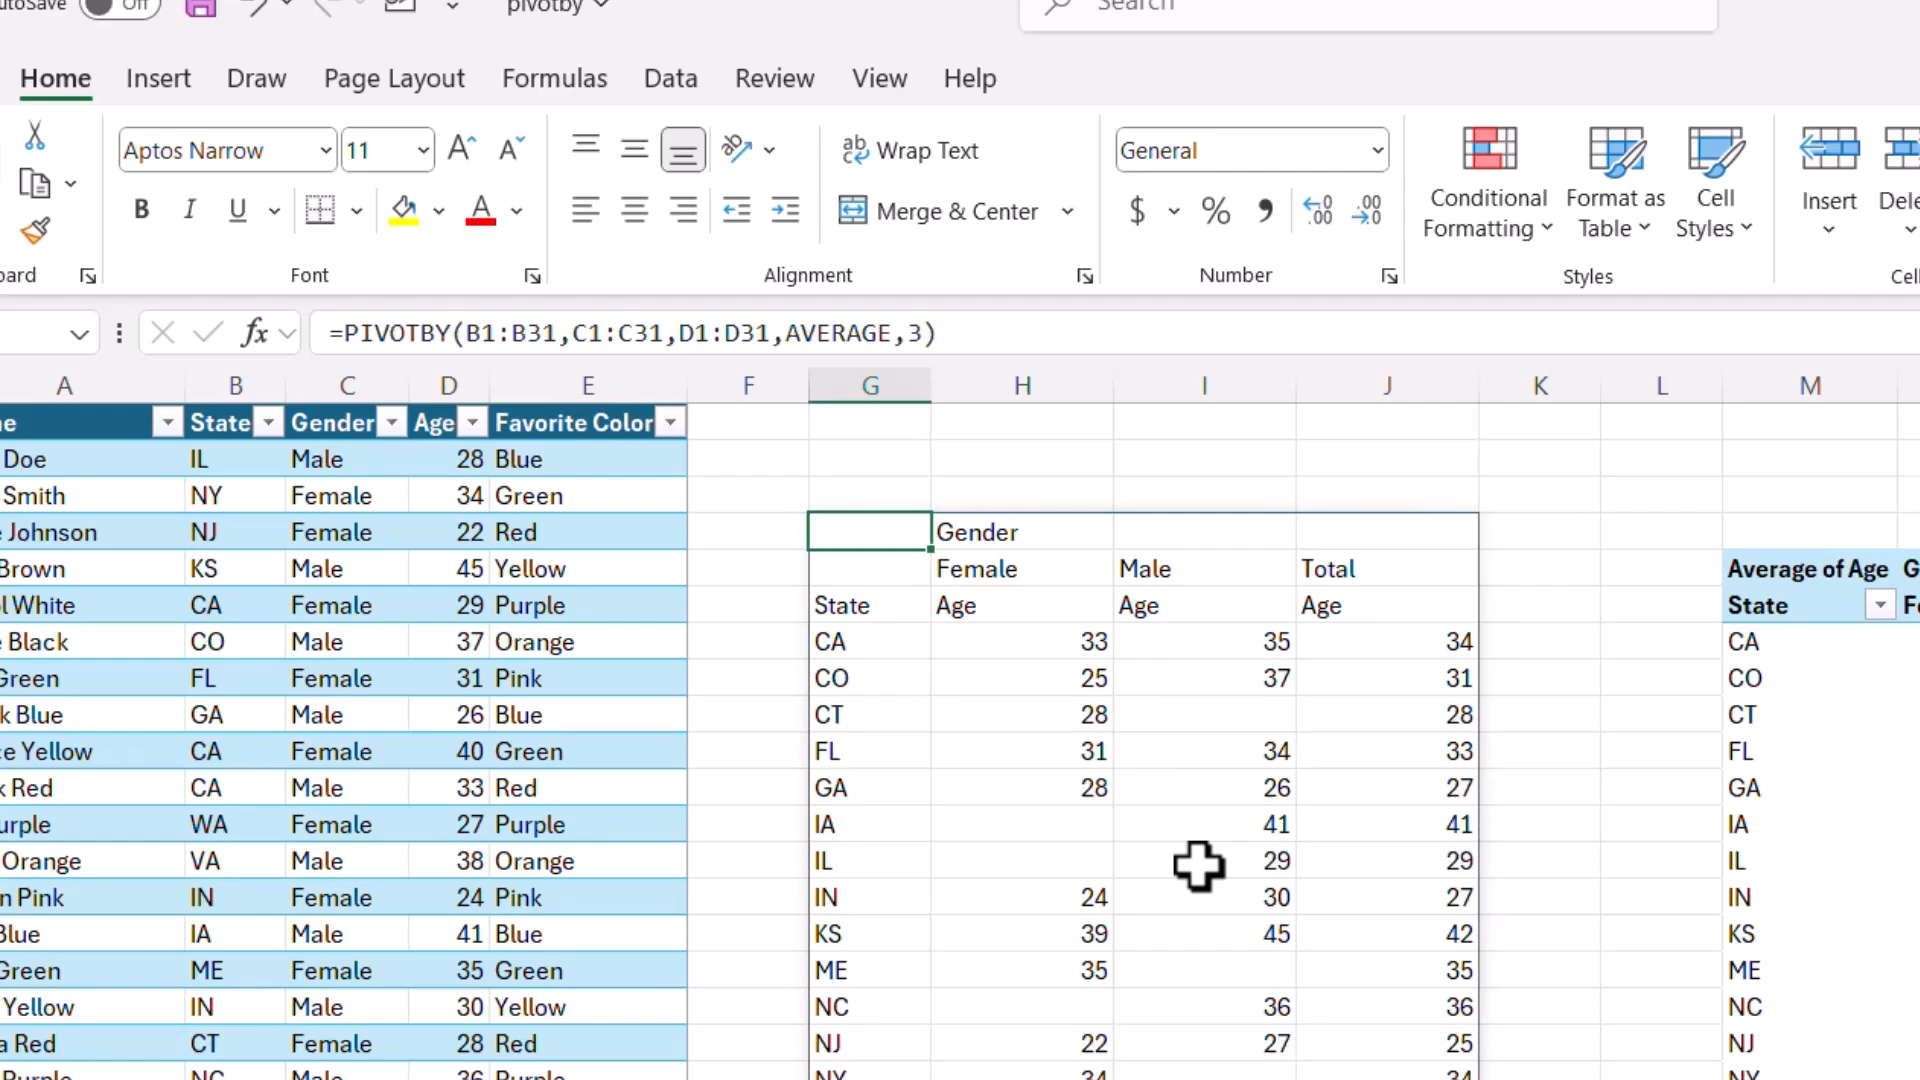 Off
pivotby
Search
Home Insert Draw Page Layout Formulas Data Review View Help
Aptos Narrow 11
Wrap Text
General
B I U A
Merge & Center
$ % ,
Conditional Formatting
Format as Table
Cell Styles
Insert
Font
Alignment
Number
Styles
fx =PIVOTBY(B1:B31,C1:C31,D1:D31,AVERAGE,3)
A B C D E F G H I J K L M
State Gender Age Favorite Color
Doe IL Male 28 Blue
Smith NY Female 34 Green
Johnson NJ Female 22 Red Gender
Brown KS Male 45 Yellow Female Male Total Average of Age
White CA Female 29 Purple State Age Age Age State
Black CO Male 37 Orange CA 33 35 34 CA
Green FL Female 31 Pink CO 25 37 31 CO
Blue GA Male 26 Blue CT 28 28 CT
Yellow CA Female 40 Green FL 31 34 33 FL
Red CA Male 33 Red GA 28 26 27 GA
WA Female 27 Purple IA 41 41 IA
Orange VA Male 38 Orange IL 29 29 IL
Pink IN Female 24 Pink IN 24 30 27 IN
Blue IA Male 41 Blue KS 39 45 42 KS
Green ME Female 35 Green ME 35 35 ME
Yellow IN Male 30 Yellow NC 36 36 NC
Red CT Female 28 Red NJ 22 27 25 NJ
Purple NC Male 36 Purple NY 34 34 NY